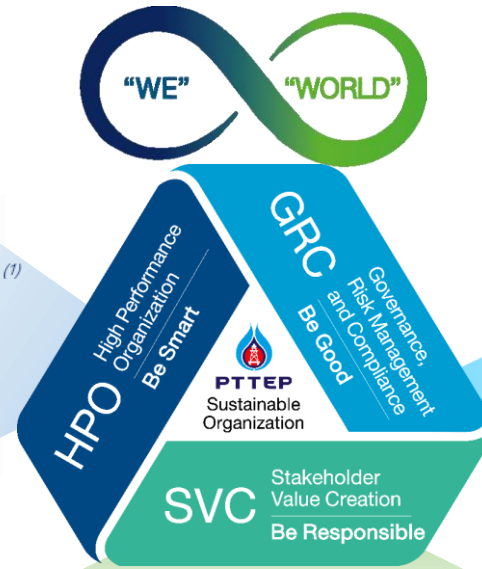 “WE”
“WORLD”
(1)
HPO
High Performance
Organization
Be Smart
GRC
Governance,
Risk Management
and Compliance
Be Good
PTTEP
Sustainable
Organization
SVC
Stakeholder
Value Creation
Be Responsible